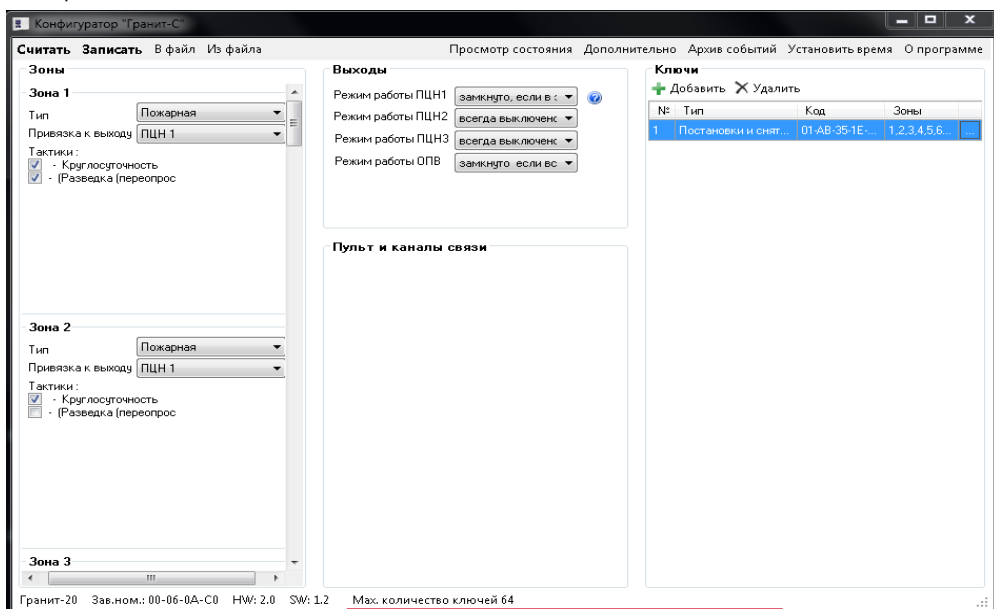 Конфигуратор "Гранит-С"
Считать Записать В файл Из файла Просмотр состояния Дополнительно Архив событий Установить время О программе
Зоны
Зона 1
Тип Пожарная
Привязка к выходу ПЦН 1
Тактики :
- Круглосуточность
- (Разведка (переопрос
Зона 2
Тип Пожарная
Привязка к выходу ПЦН 1
Тактики :
- Круглосуточность
- (Разведка (переопрос
Зона 3
Выходы
Режим работы ПЦН1 замкнуто, если в :
Режим работы ПЦН2 всегда выключенс
Режим работы ПЦН3 всегда выключенс
Режим работы ОПВ замкнуто если вс
Пульт и каналы связи
Ключи
Добавить Удалить
№ Тип Код Зоны
1 Постановки и снят... 01-AB-35-1E-... 1,2,3,4,5,6... ...
Гранит-20 Зав.ном.: 00-06-0A-C0 HW: 2.0 SW: 1.2 Max. количество ключей 64